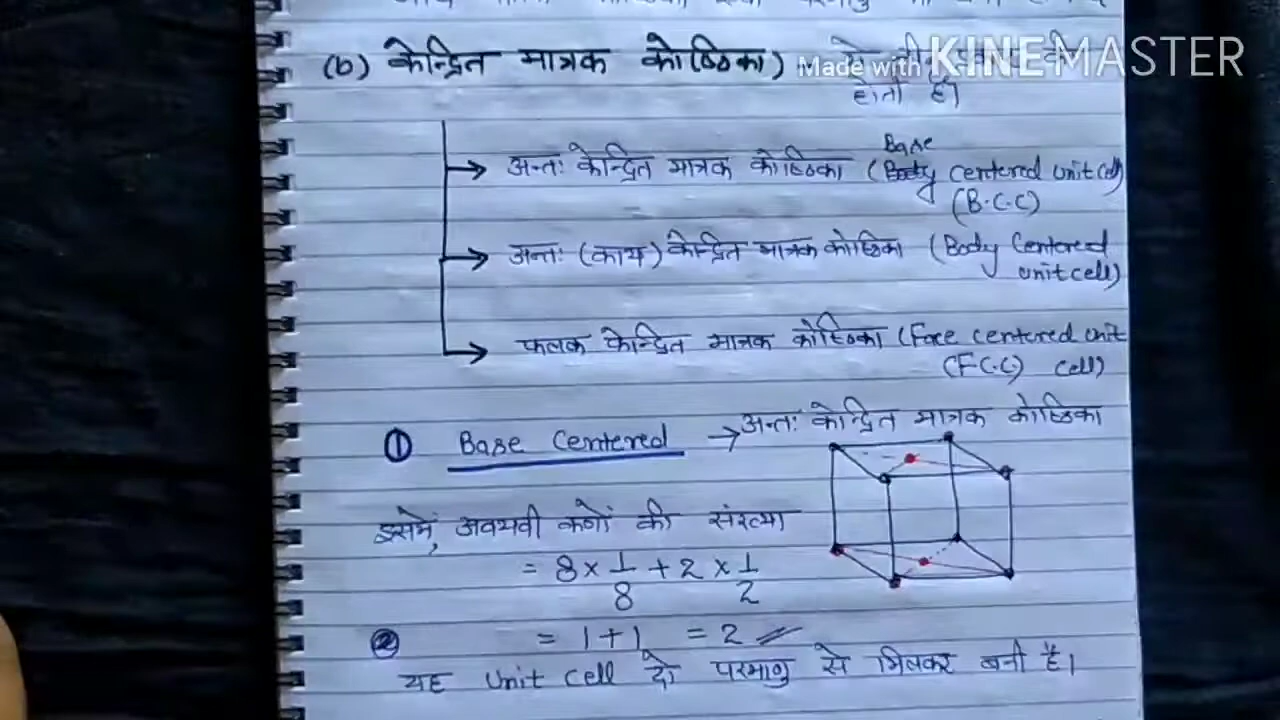 (b) केन्द्रित मात्रक कोष्ठिका)
Made with KINEMASTER
होती है।
Base
अन्तः केन्द्रित मात्रक कोष्ठिका (Body Centered unit cell)
(B.C.C)
अन्तः (काय) केन्द्रित मात्रक कोष्ठिका (Body Centered
unit cell)
फलक केन्द्रित मात्रक कोष्ठिका (Face centered unit
(F.C.C) cell)
① Base Centered → अन्तः केन्द्रित मात्रक कोष्ठिका
इसमें, अवयवी कणों की संख्या
= 8 × 1/8 + 2 × 1/2
② = 1 + 1 = 2
यह unit cell दो परमाणु से मिलकर बनी है।